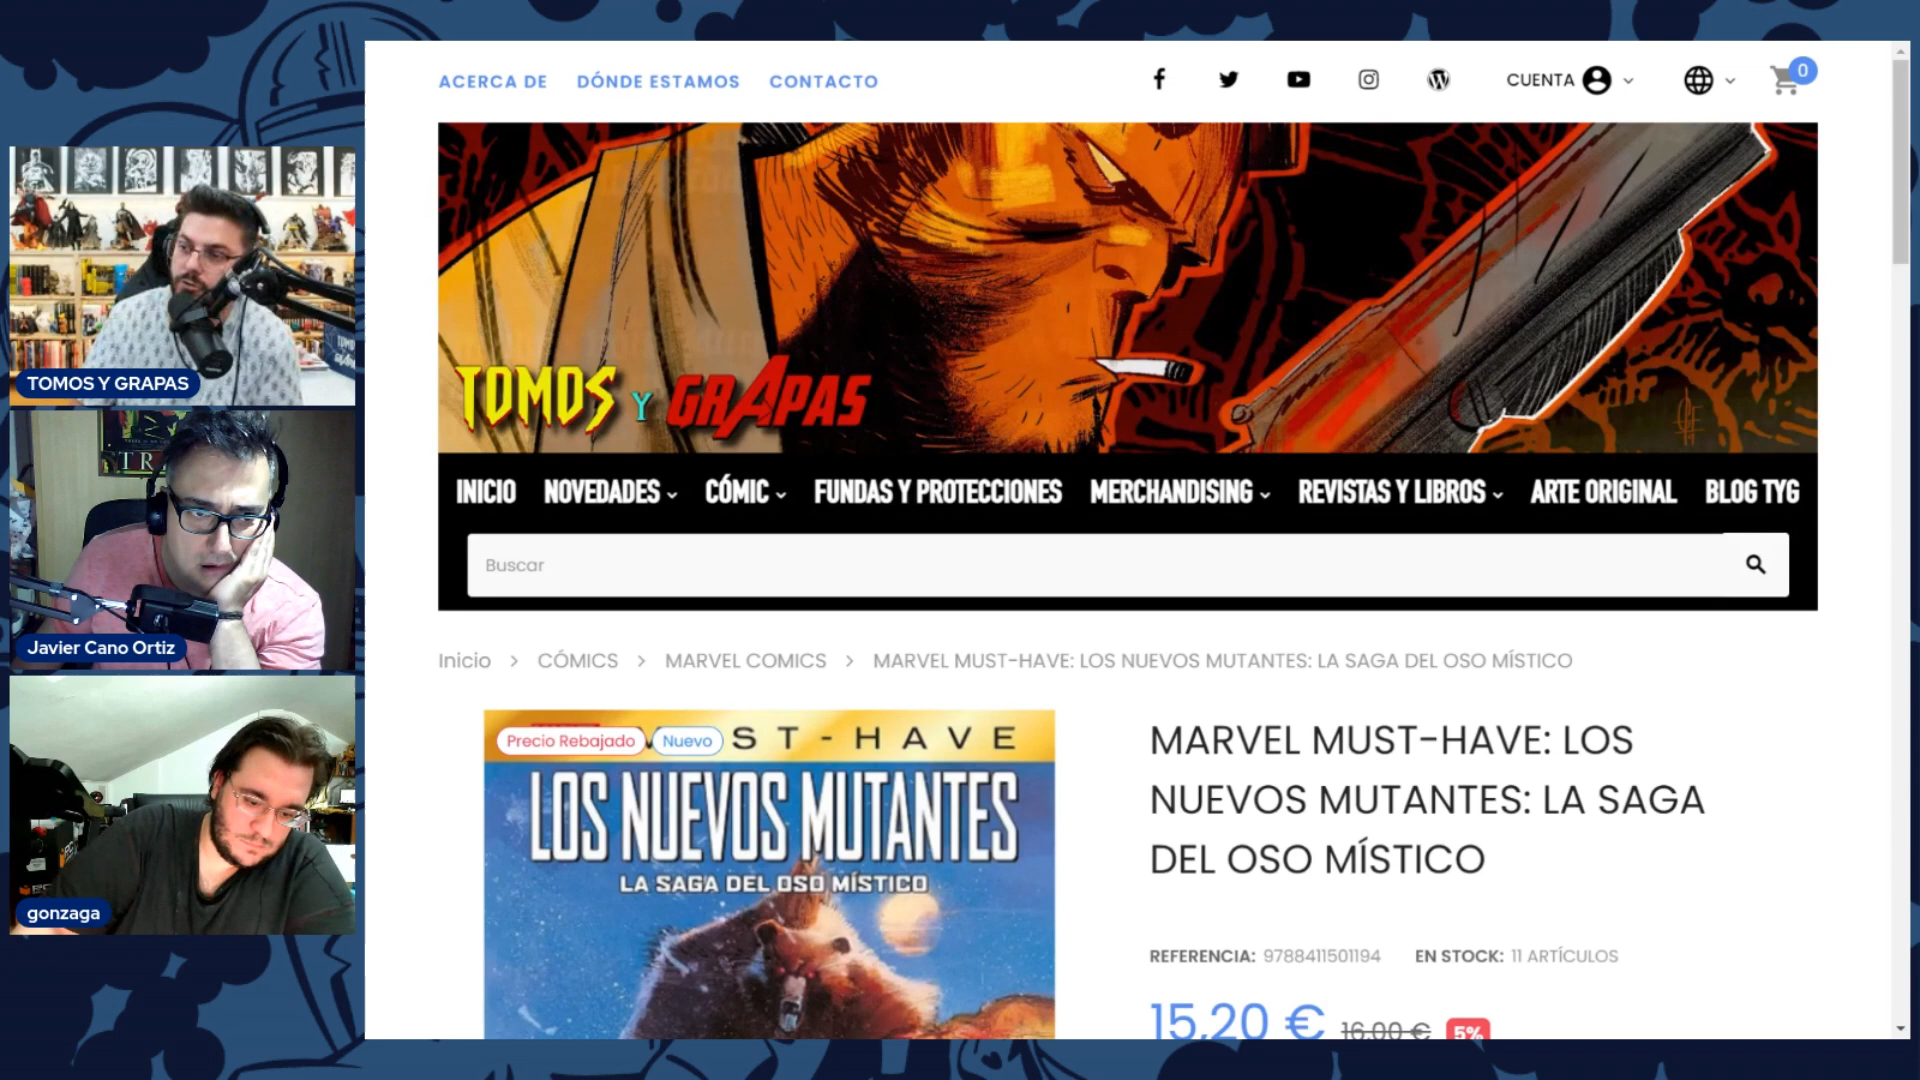 ACERCA DE DÓNDE ESTAMOS CONTACTO
CUENTA
0
TOMOS Y GRAPAS
INICIO NOVEDADES CÓMIC FUNDAS Y PROTECCIONES MERCHANDISING REVISTAS Y LIBROS ARTE ORIGINAL BLOG TYG
Buscar
Inicio > CÓMICS > MARVEL COMICS > MARVEL MUST-HAVE: LOS NUEVOS MUTANTES: LA SAGA DEL OSO MÍSTICO
Precio Rebajado Nuevo ST-HAVE
LOS NUEVOS MUTANTES
LA SAGA DEL OSO MÍSTICO
MARVEL MUST-HAVE: LOS
NUEVOS MUTANTES: LA SAGA
DEL OSO MÍSTICO
REFERENCIA: 9788411501194 EN STOCK: 11 ARTÍCULOS
15,20 € 16,00 € 5%
TOMOS Y GRAPAS
Javier Cano Ortiz
gonzaga